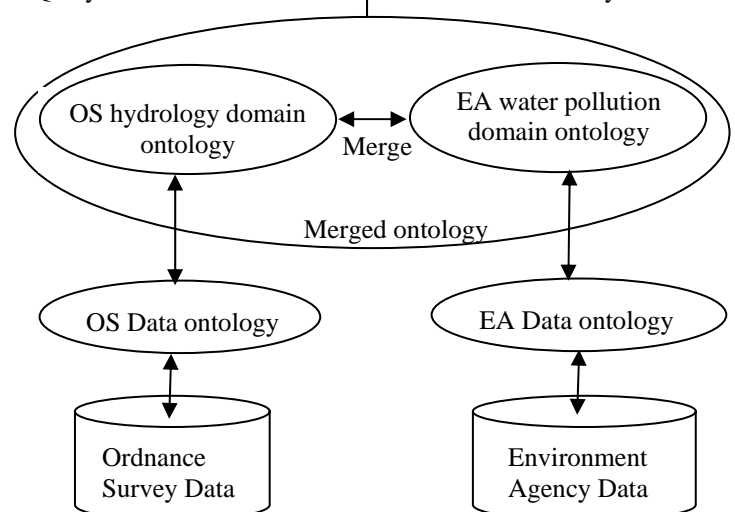 OS hydrology domain
ontology
EA water pollution
domain ontology
Merge
Merged ontology
OS Data ontology
EA Data ontology
Ordnance
Survey Data
Environment
Agency Data